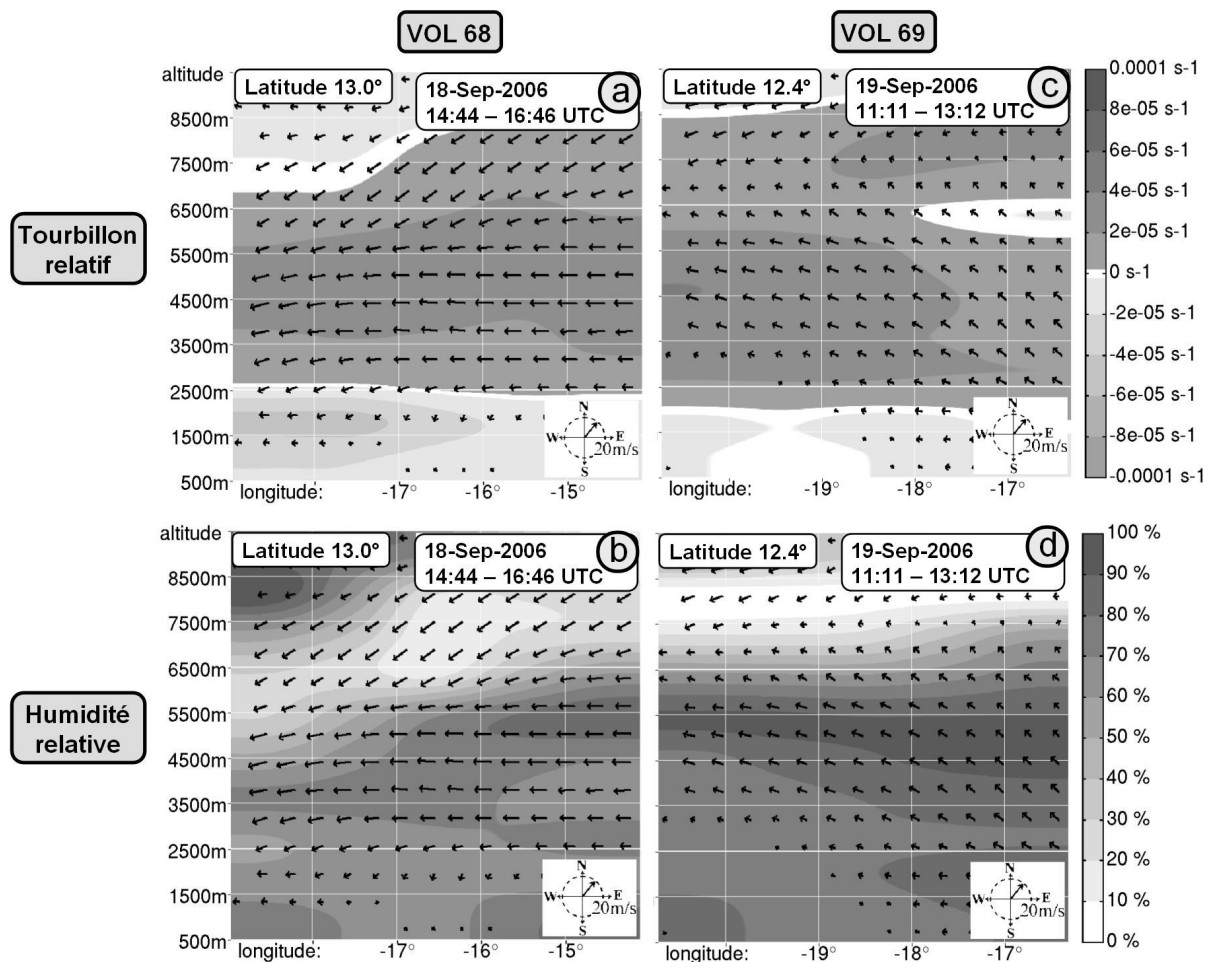 VOL 68
VOL 69
altitude
Latitude 13.0°
18-Sep-2006
14:44 – 16:46 UTC
a
8500m
7500m
6500m
5500m
4500m
3500m
2500m
1500m
500m
longitude:
-17°
-16°
-15°
N
W
E
20m/s
S
Latitude 12.4°
19-Sep-2006
11:11 – 13:12 UTC
c
longitude:
-19°
-18°
-17°
N
W
E
20m/s
S
0.0001 s-1
8e-05 s-1
6e-05 s-1
4e-05 s-1
2e-05 s-1
0 s-1
-2e-05 s-1
-4e-05 s-1
-6e-05 s-1
-8e-05 s-1
-0.0001 s-1
Tourbillon
relatif
altitude
Latitude 13.0°
18-Sep-2006
14:44 – 16:46 UTC
b
8500m
7500m
6500m
5500m
4500m
3500m
2500m
1500m
500m
longitude:
-17°
-16°
-15°
N
W
E
20m/s
S
Latitude 12.4°
19-Sep-2006
11:11 – 13:12 UTC
d
longitude:
-19°
-18°
-17°
N
W
E
20m/s
S
100 %
90 %
80 %
70 %
60 %
50 %
40 %
30 %
20 %
10 %
0 %
Humidité
relative